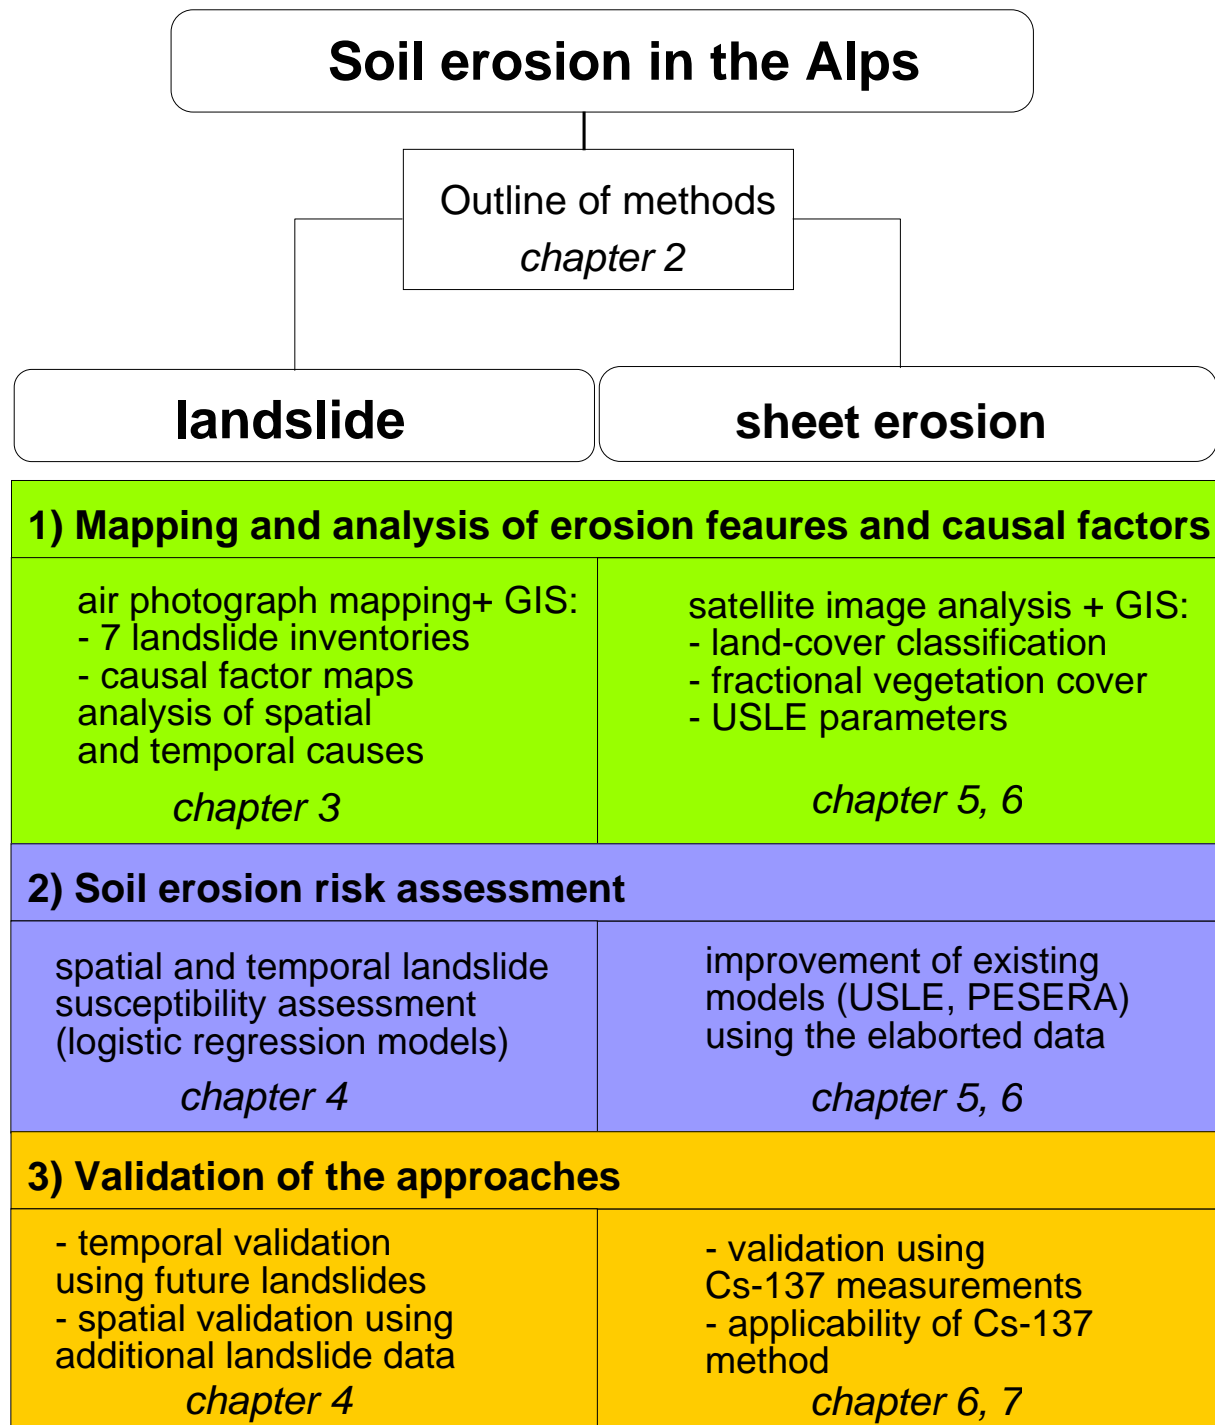 Soil erosion in the Alps
Outline of methods
chapter 2
landslide
sheet erosion
1) Mapping and analysis of erosion feaures and causal factors
air photograph mapping+ GIS:
- 7 landslide inventories
- causal factor maps
analysis of spatial
and temporal causes
chapter 3
satellite image analysis + GIS:
- land-cover classification
- fractional vegetation cover
- USLE parameters
chapter 5, 6
2) Soil erosion risk assessment
spatial and temporal landslide
susceptibility assessment
(logistic regression models)
chapter 4
improvement of existing
models (USLE, PESERA)
using the elaborted data
chapter 5, 6
3) Validation of the approaches
- temporal validation
using future landslides
- spatial validation using
additional landslide data
chapter 4
- validation using
Cs-137 measurements
- applicability of Cs-137
method
chapter 6, 7